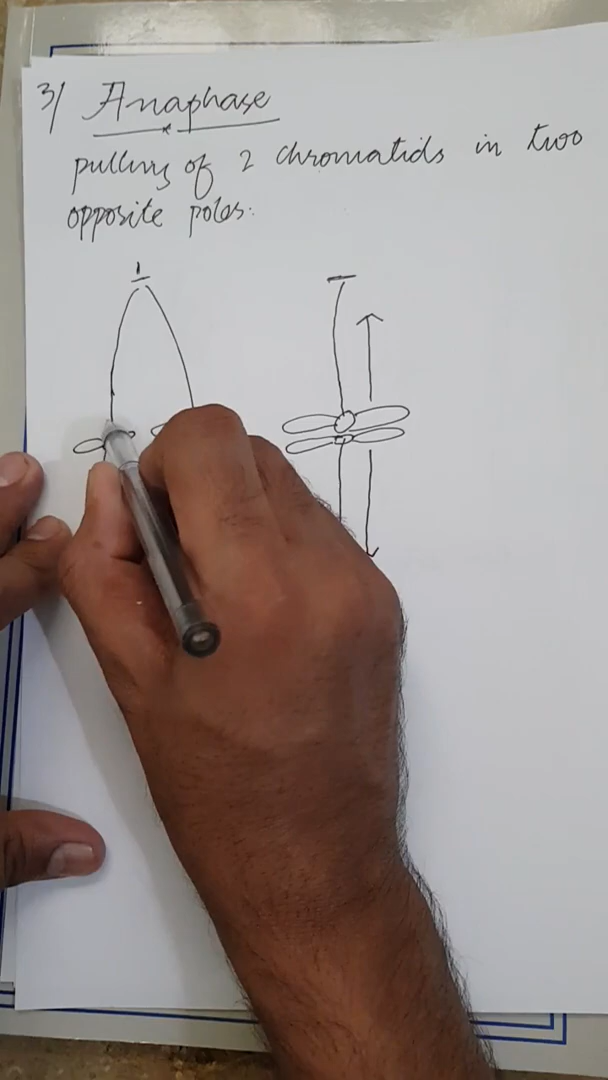 3/ Anaphase
pulling of 2 chromatids in two
opposite poles.